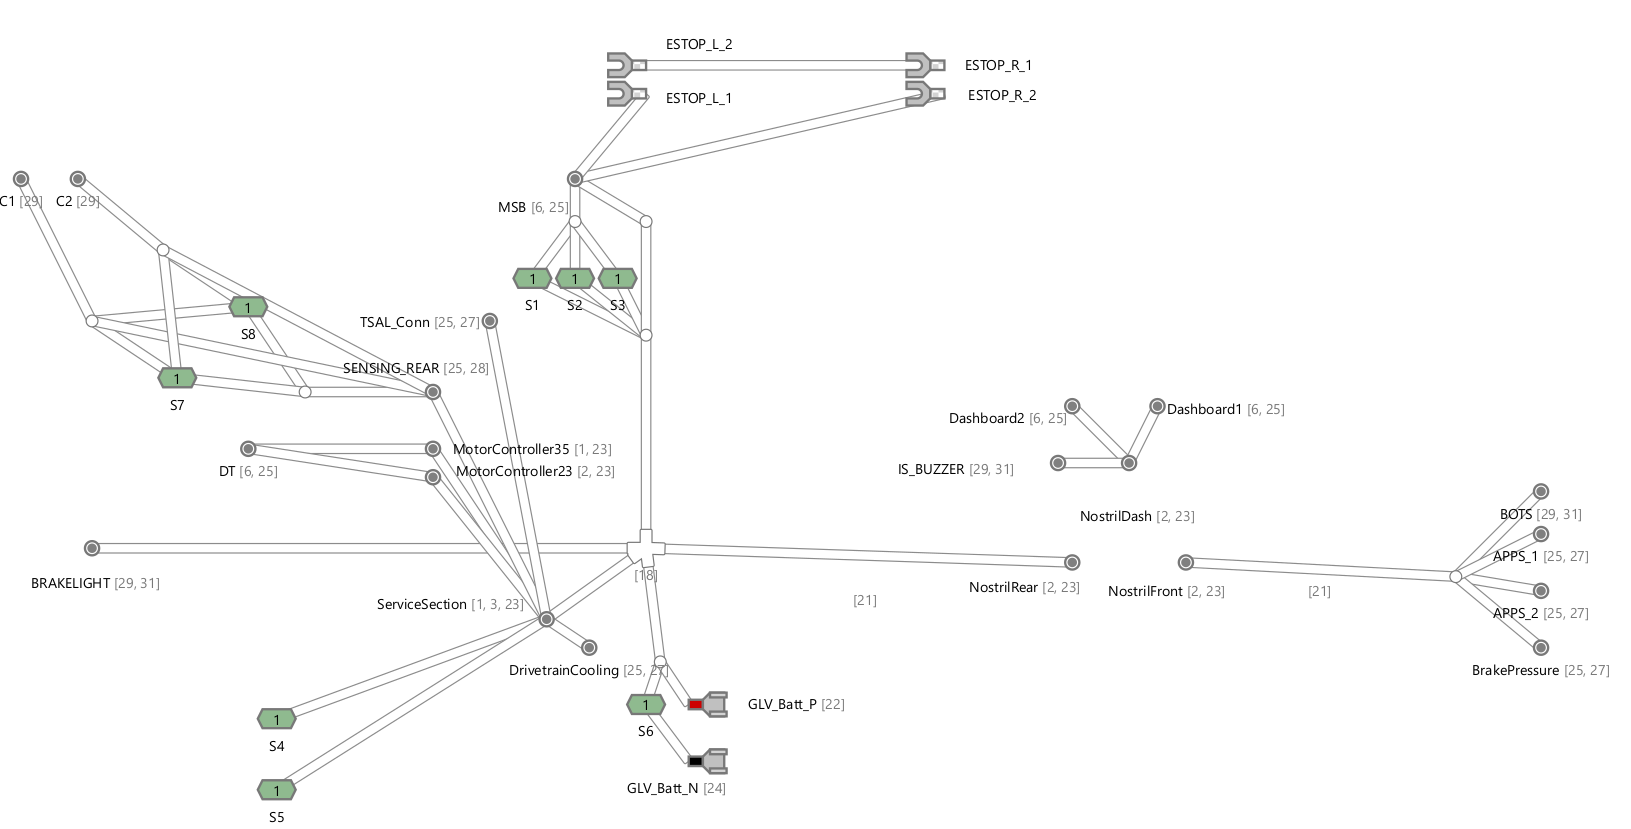 ESTOP_L_2
ESTOP_R_1
ESTOP_L_1
ESTOP_R_2
C1 [29]
C2 [29]
MSB [6, 25]
1
1
1
S1
S2
S3
1
S8
TSAL_Conn [25, 27]
SENSING_REAR [25, 28]
1
S7
Dashboard2 [6, 25]
Dashboard1 [6, 25]
MotorController35 [1, 23]
DT [6, 25]
MotorController23 [2, 23]
IS_BUZZER [29, 31]
NostrilDash [2, 23]
BOTS [29, 31]
APPS_1 [25, 27]
BRAKELIGHT [29, 31]
[18]
NostrilRear [2, 23]
NostrilFront [2, 23]
[21]
[21]
ServiceSection [1, 3, 23]
APPS_2 [25, 27]
DrivetrainCooling [25, 27]
BrakePressure [25, 27]
1
S4
1
S6
GLV_Batt_P [22]
1
S5
GLV_Batt_N [24]